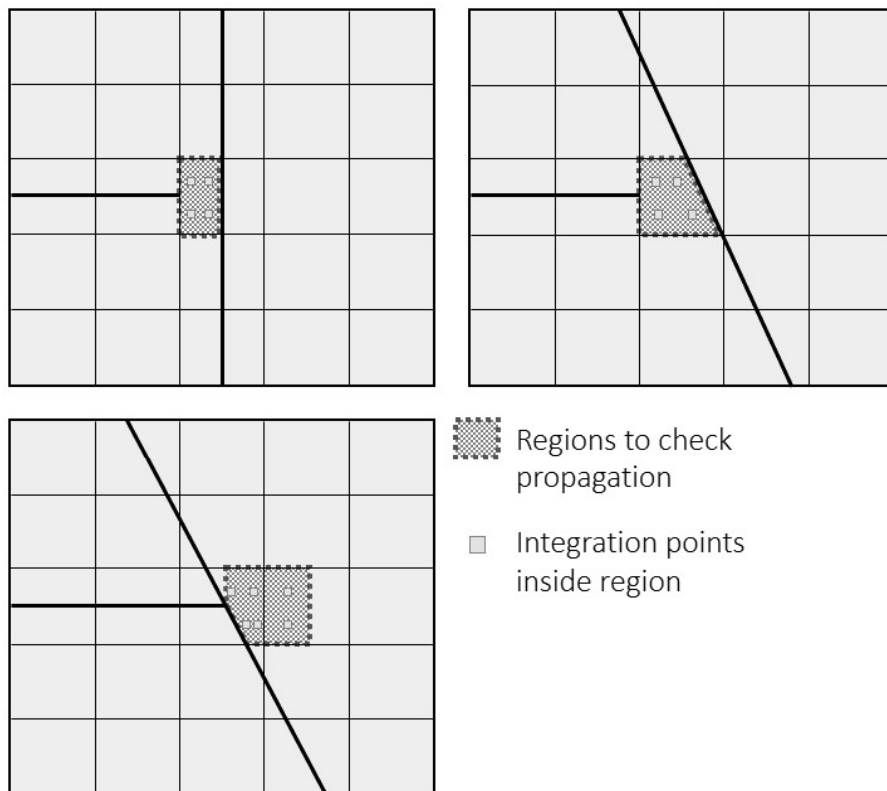 Regions to check
propagation
Integration points
inside region